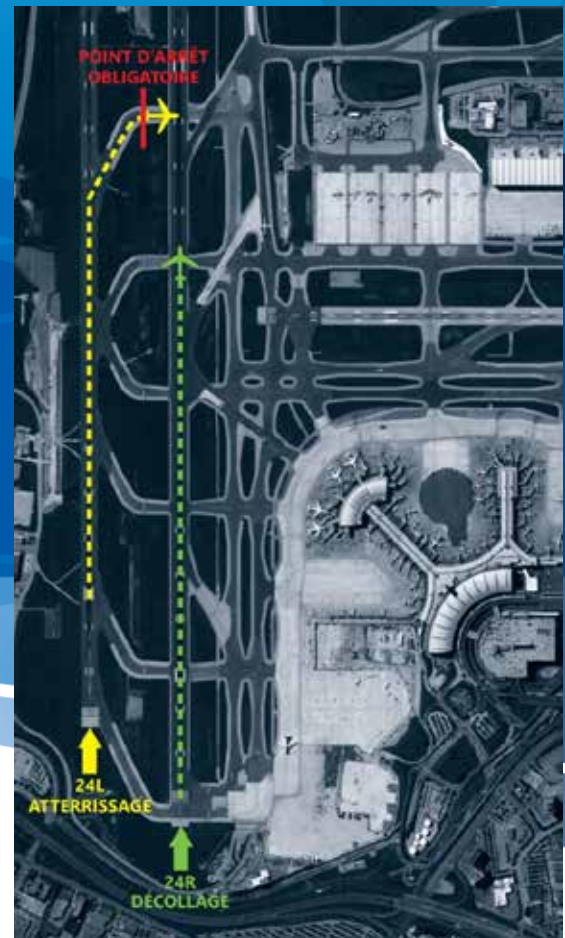 POINT D'ARRÊT
OBLIGATOIRE
24L
ATTERRISSAGE
24R
DÉCOLLAGE